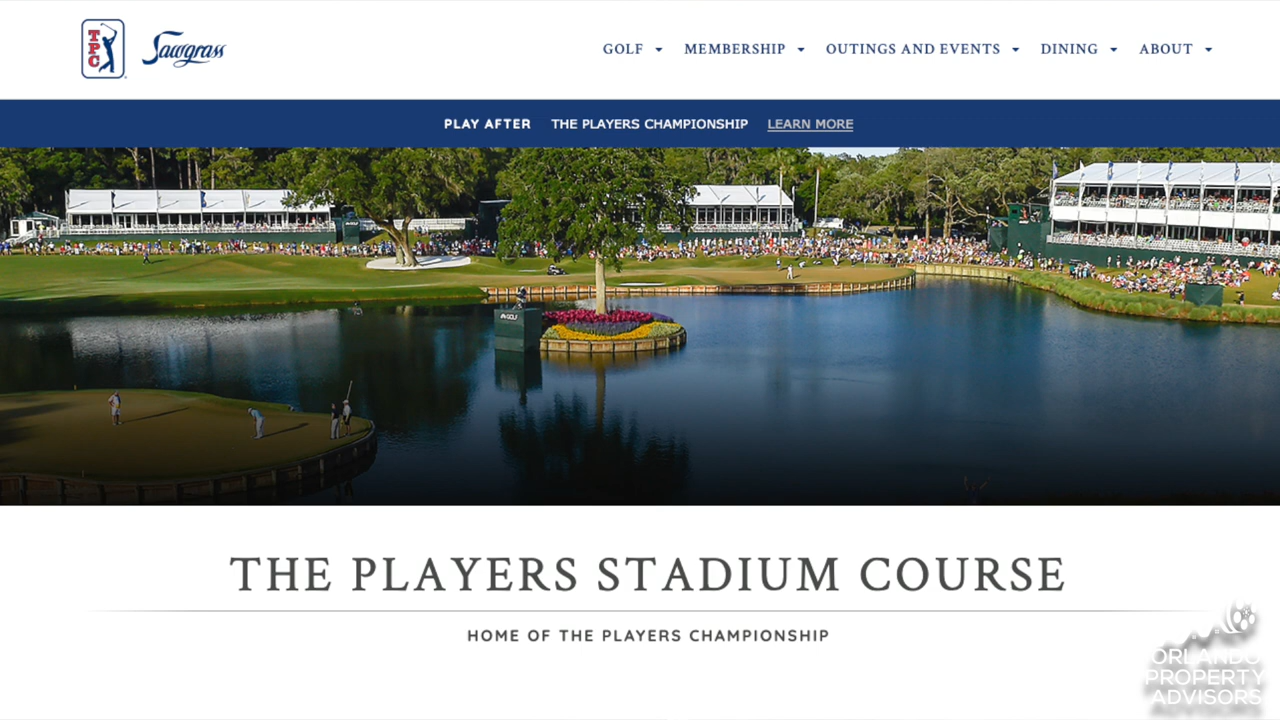 TPC
Sawgrass
GOLF MEMBERSHIP OUTINGS AND EVENTS DINING ABOUT
PLAY AFTER THE PLAYERS CHAMPIONSHIP LEARN MORE
GOLF
THE PLAYERS STADIUM COURSE
HOME OF THE PLAYERS CHAMPIONSHIP
ORLANDO
PROPERTY
ADVISORS